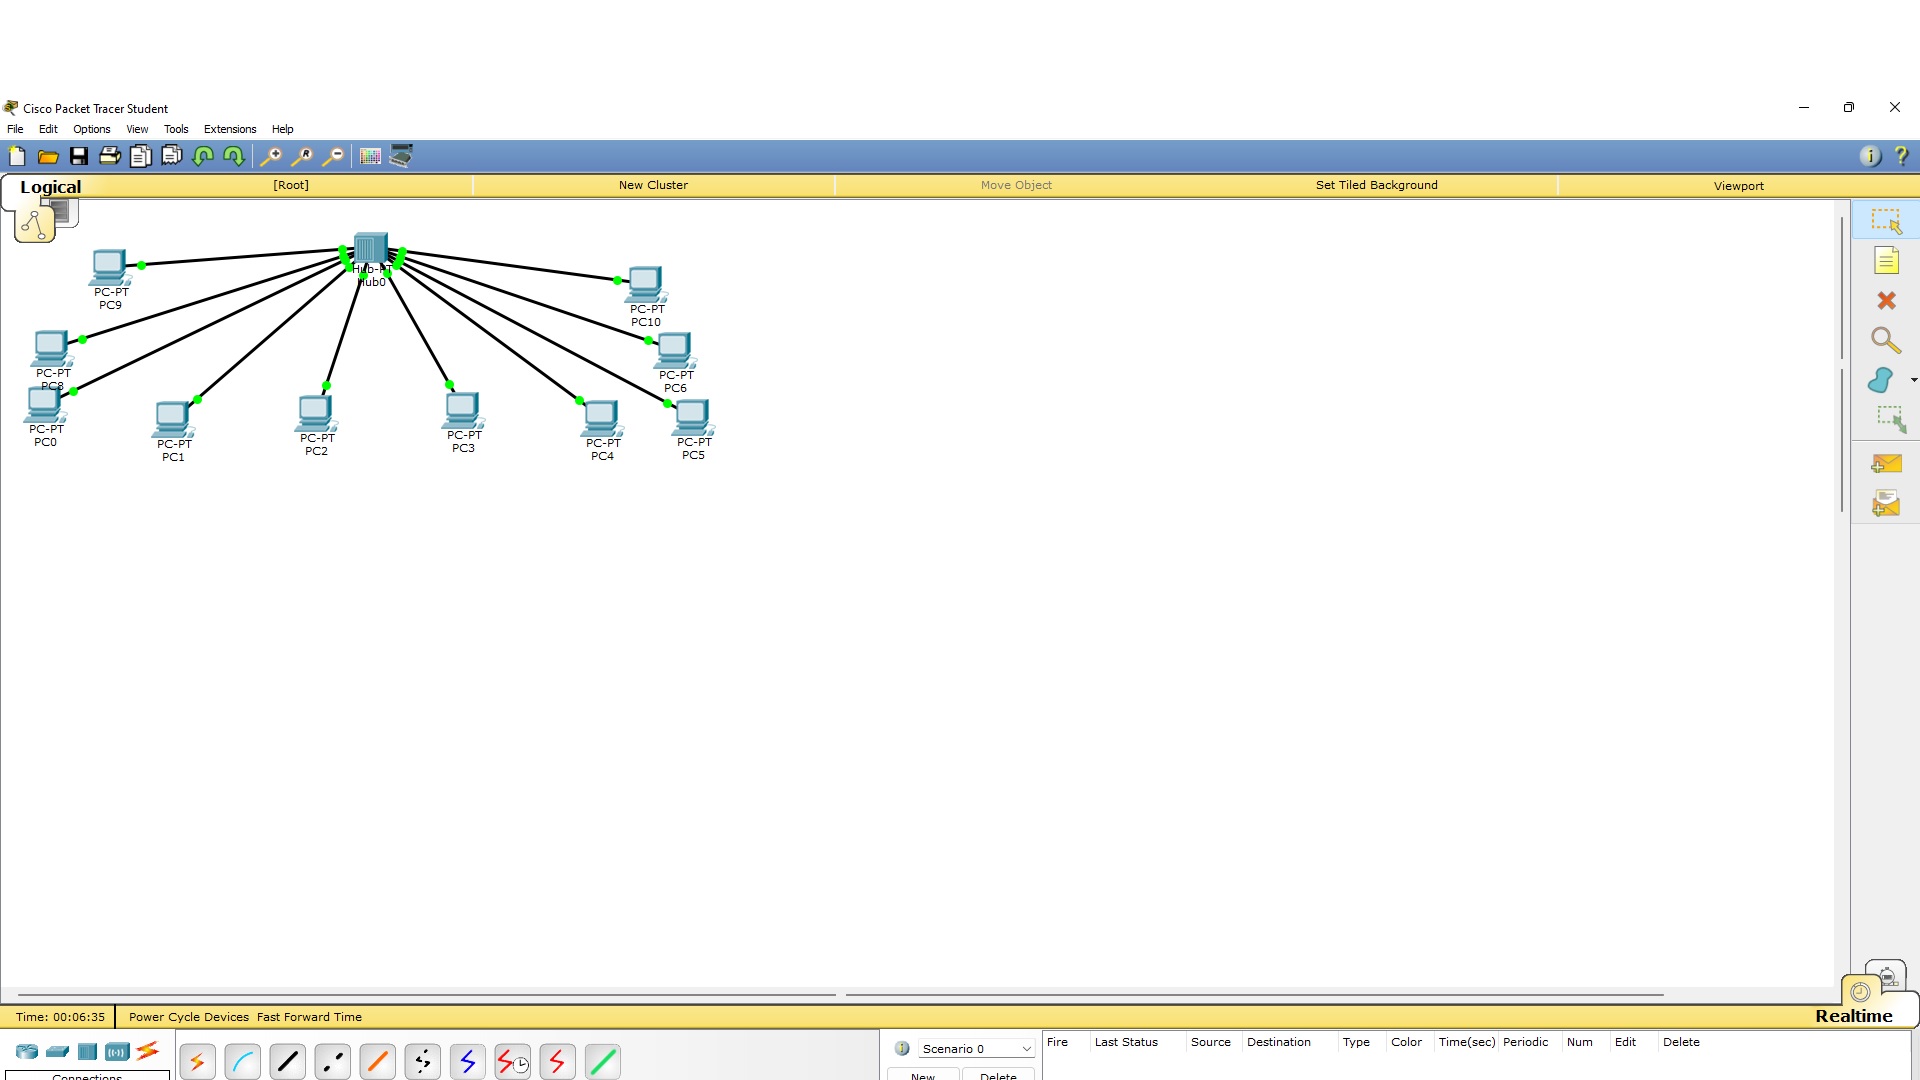 Cisco Packet Tracer Student
File Edit Options View Tools Extensions Help
Logical [Root] New Cluster Move Object Set Tiled Background Viewport
Hub-PT
Hub0
PC-PT
PC9
PC-PT
PC10
PC-PT
PC8
PC-PT
PC6
PC-PT
PC0
PC-PT
PC1
PC-PT
PC2
PC-PT
PC3
PC-PT
PC4
PC-PT
PC5
Time: 00:06:35 Power Cycle Devices Fast Forward Time Realtime
Scenario 0 Fire Last Status Source Destination Type Color Time(sec) Periodic Num Edit Delete
Connections New Delete